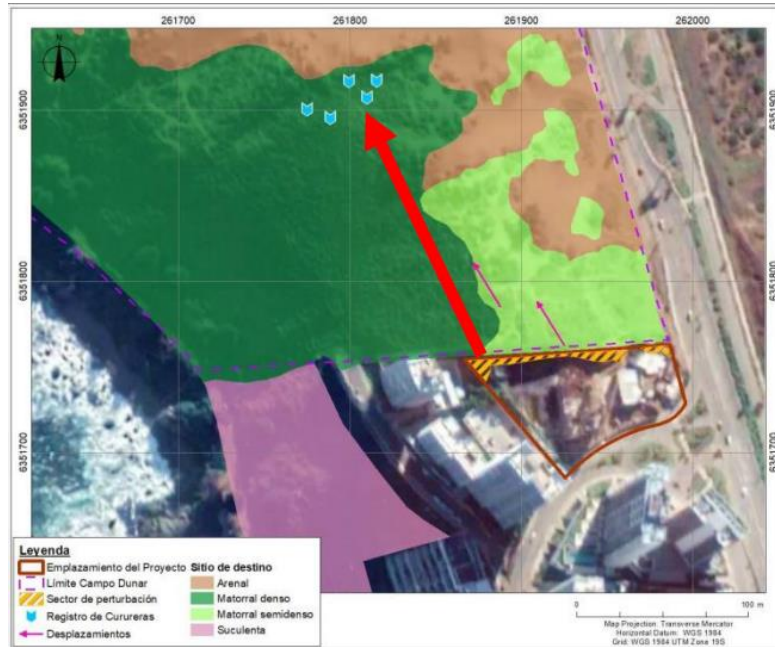 261700 261800 261900 262000
N
6351900 6351900
6351800 6351800
6351700 6351700
Leyenda
Emplazamiento del Proyecto
Límite Campo Dunar
Sector de perturbación
Registro de Curureras
Desplazamientos
Sitio de destino
Arenal
Matorral denso
Matorral semidenso
Suculenta
0 100 m
Map Projection: Transverse Mercator
Horizontal Datum: WGS 1984
Grid: WGS 1984 UTM Zone 19S